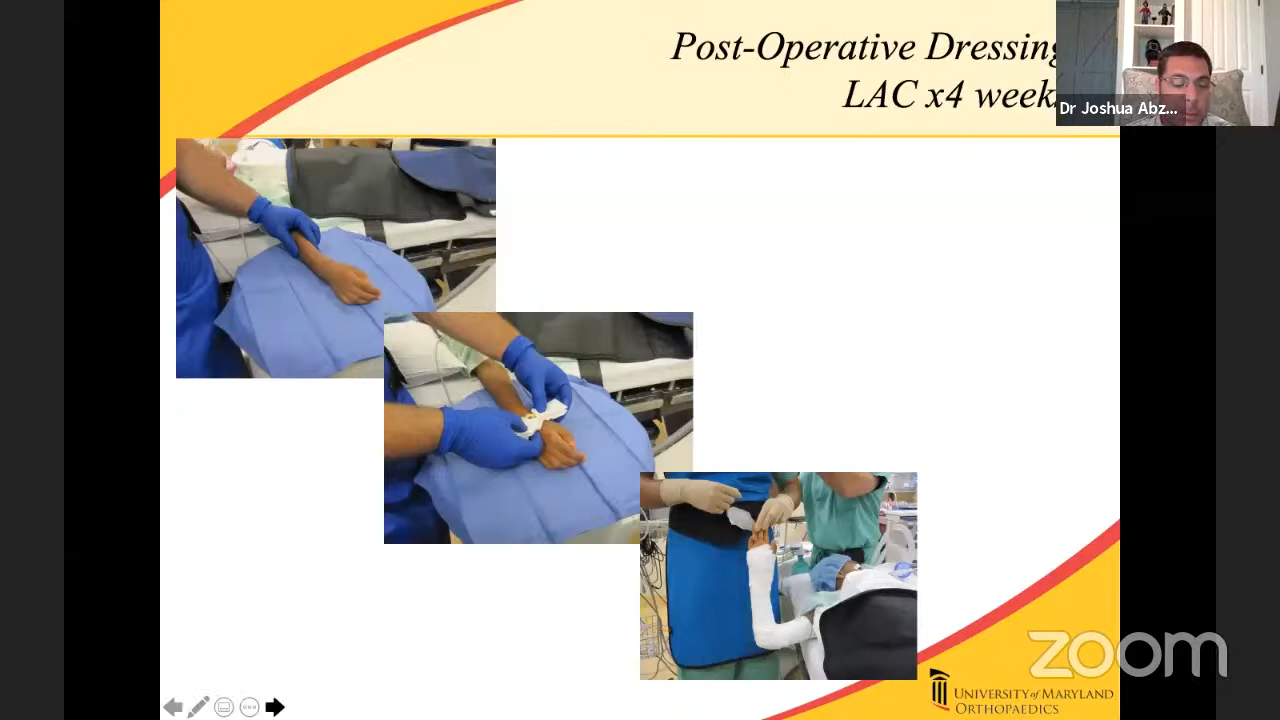 Post-Operative Dressing
LAC x4 week
Dr Joshua Abz...
zoom
UNIVERSITY of MARYLAND
ORTHOPAEDICS